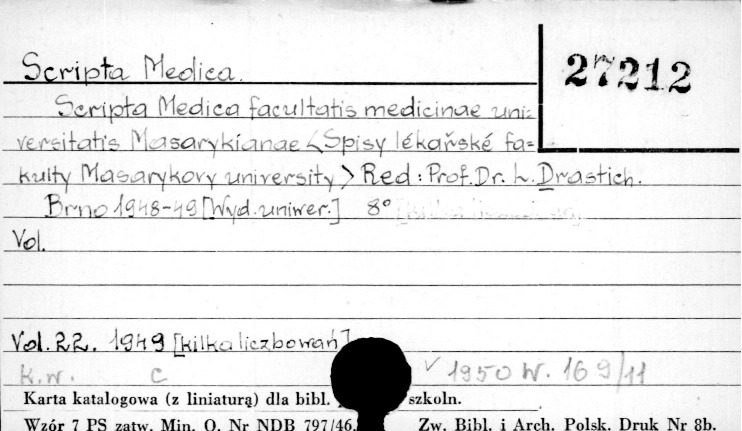 Scripta Medica.
27212
Scripta Medica facultatis medicinae uni=
versitatis Masarykianae <Spisy lékařské fa=
kulty Masarykovy university> Red: Prof. Dr. L. Drastich.
Brno 1948-49 [Wyd. uniwer.] 8°
Vol.
Vol. 22. 1949 [kilka liczbowań]
K.w. C √ 1950 W. 169/11
Karta katalogowa (z liniaturą) dla bibl. szkoln.
Wzór 7 PS zatw. Min. O. Nr NDB 797/46. Zw. Bibl. i Arch. Polsk. Druk Nr 8b.